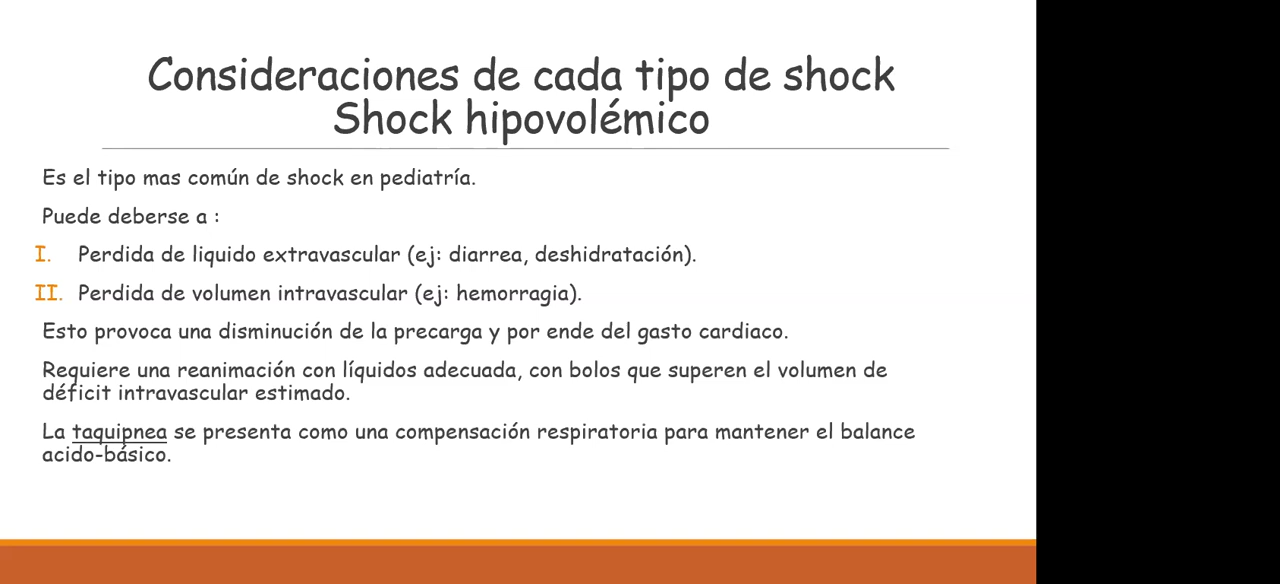 Consideraciones de cada tipo de shock
Shock hipovolémico
Es el tipo mas común de shock en pediatría.
Puede deberse a :
I. Perdida de liquido extravascular (ej: diarrea, deshidratación).
II. Perdida de volumen intravascular (ej: hemorragia).
Esto provoca una disminución de la precarga y por ende del gasto cardiaco.
Requiere una reanimación con líquidos adecuada, con bolos que superen el volumen de
déficit intravascular estimado.
La taquipnea se presenta como una compensación respiratoria para mantener el balance
acido-básico.